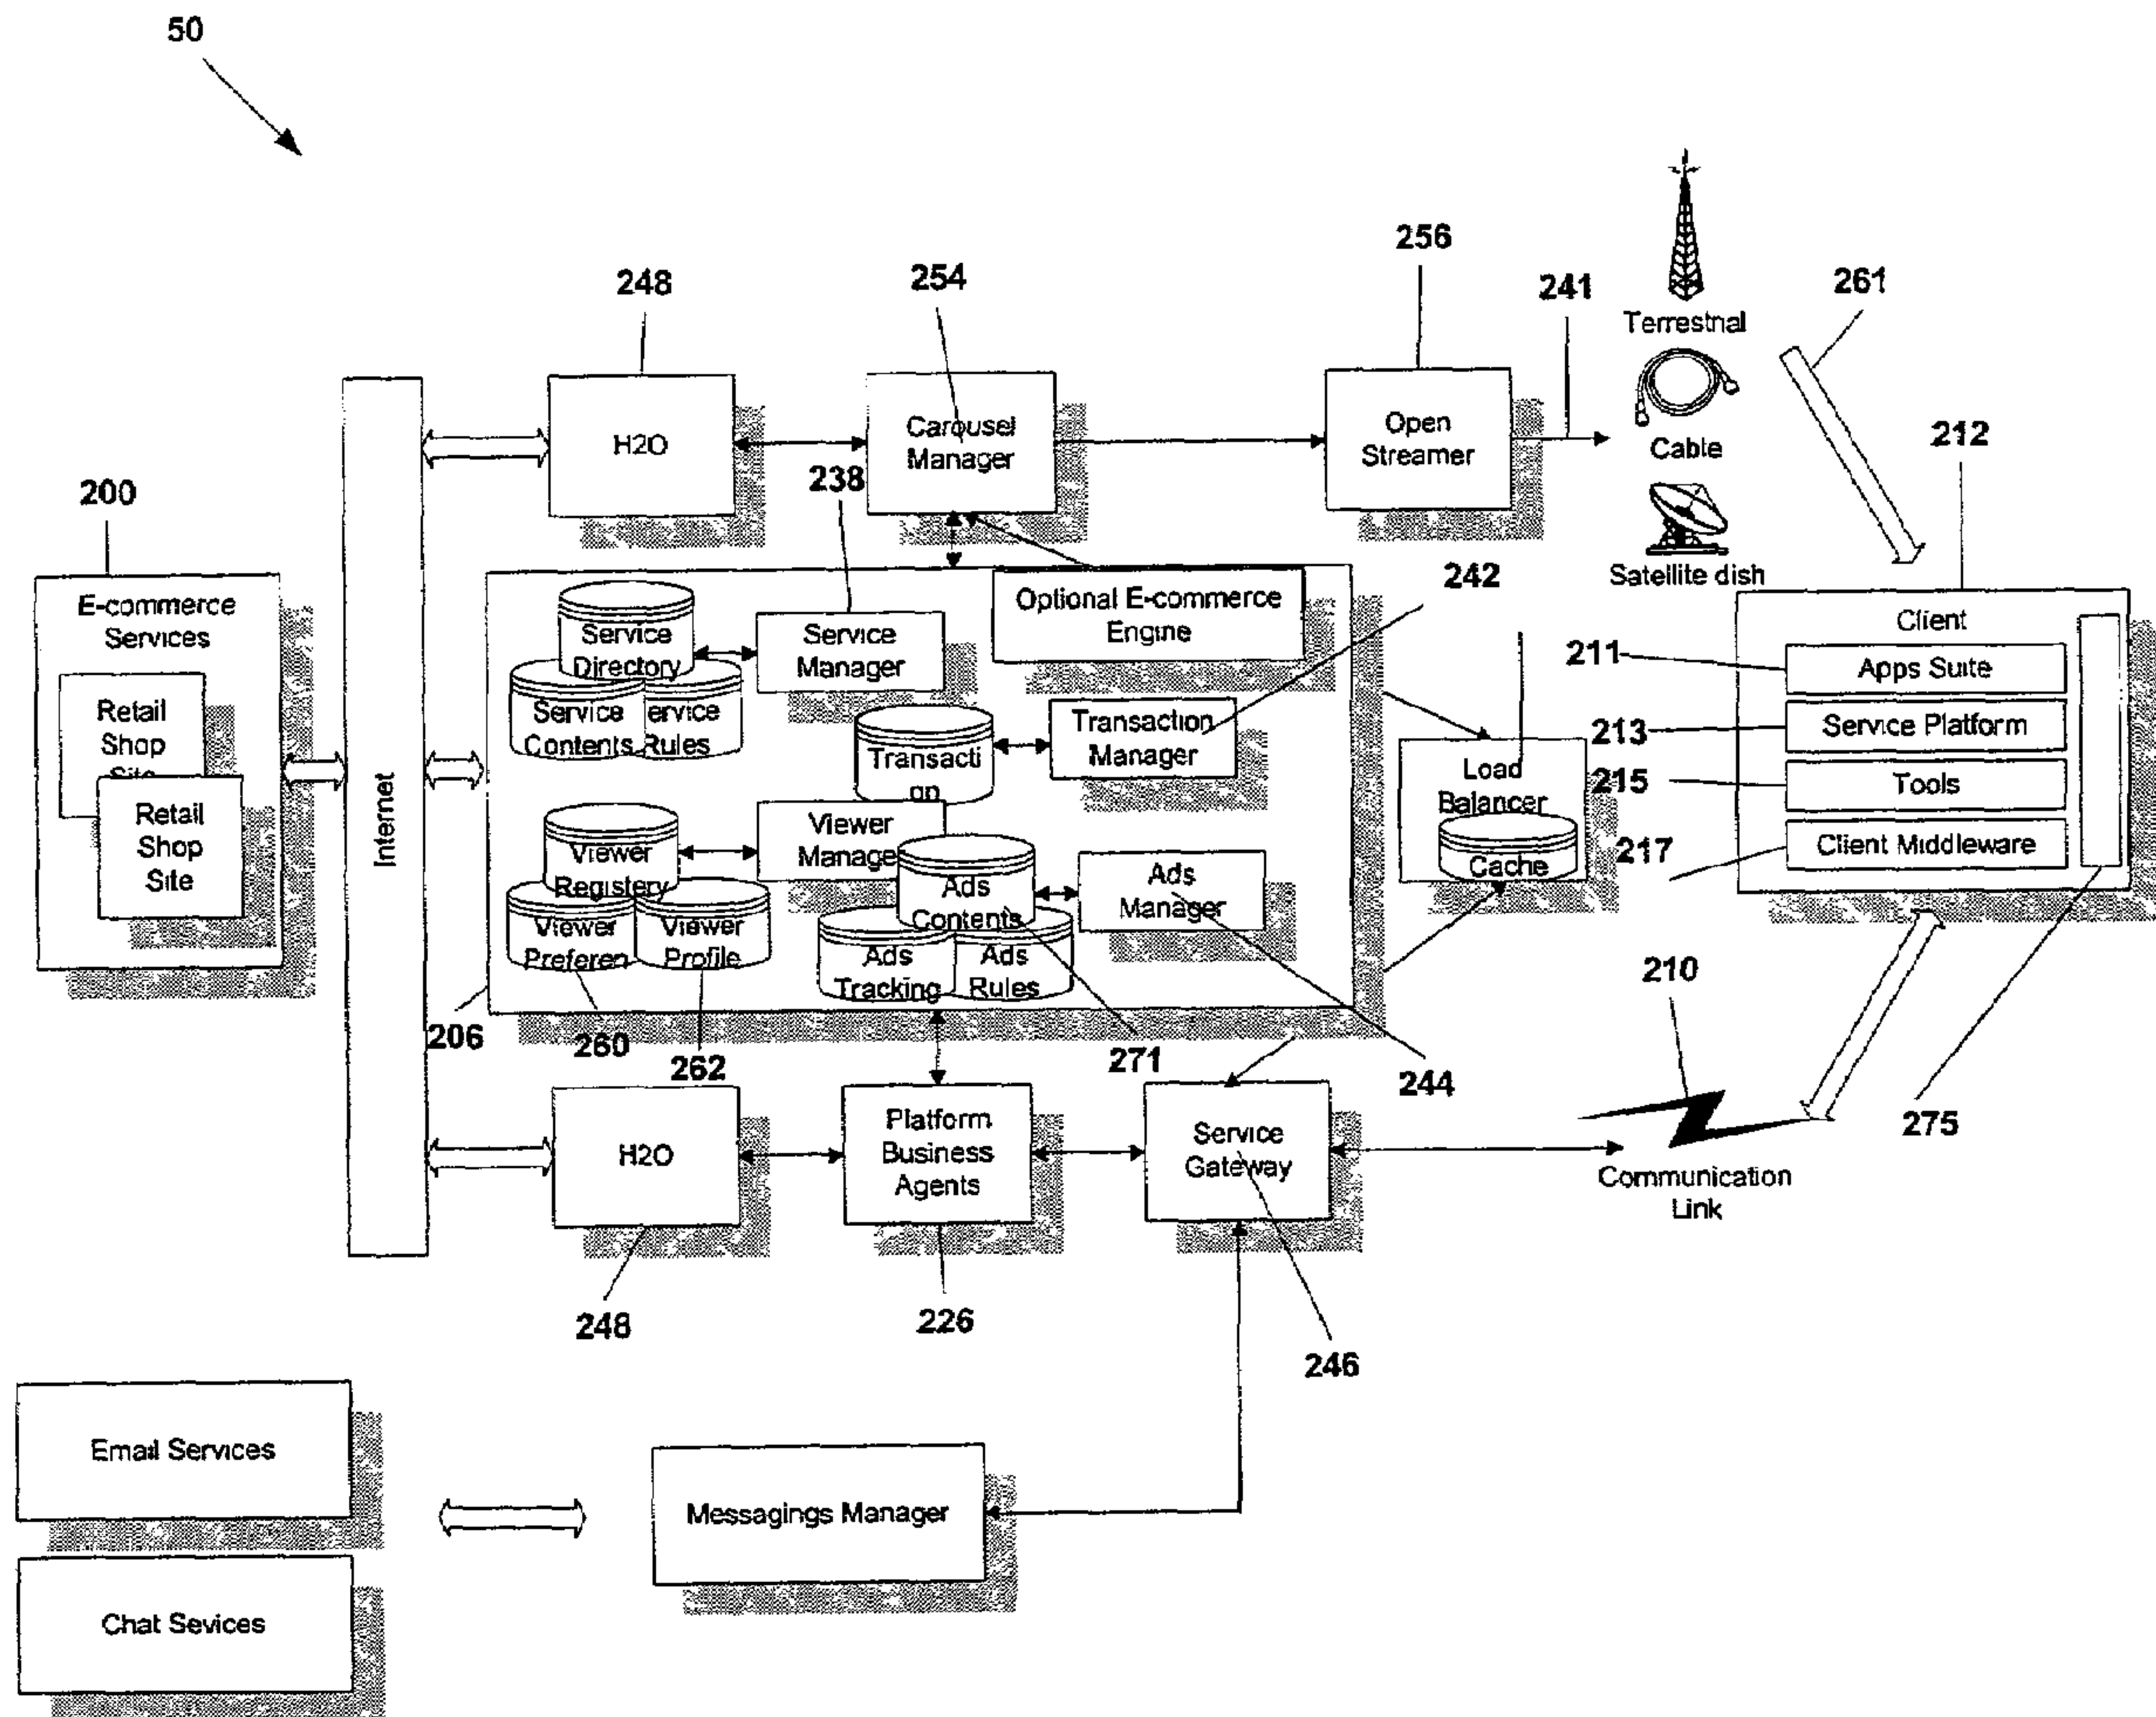 50
256
254
241
261
248
Terrestrial
Cable
Satellite dish
212
H2O
Carousel
Manager
Open
Streamer
238
200
242
E-commerce
Services
Retail
Shop
Site
Retail
Shop
Site
Internet
Service
Directory
Service
Contents
ervice
Rules
Service
Manager
Optional E-commerce
Engine
Transacti
on
Transaction
Manager
Viewer
Registery
Viewer
Preferen
Viewer
Profile
Viewer
Manage
Ads
Contents
Ads
Tracking
Ads
Rules
Ads
Manager
Load
Balancer
Cache
Client
211
Apps Suite
213
Service Platform
215
Tools
217
Client Middleware
206
260
262
271
244
210
275
H2O
Platform
Business
Agents
Service
Gateway
Communication
Link
248
226
246
Email Services
Messagings Manager
Chat Sevices